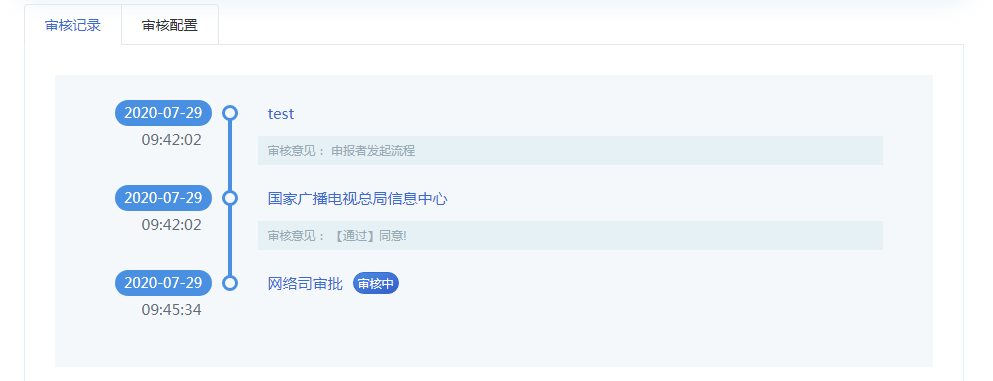 审核记录 审核配置
2020-07-29 test
09:42:02
审核意见： 申报者发起流程
2020-07-29 国家广播电视总局信息中心
09:42:02
审核意见： 【通过】同意!
2020-07-29 网络司审批 审核中
09:45:34